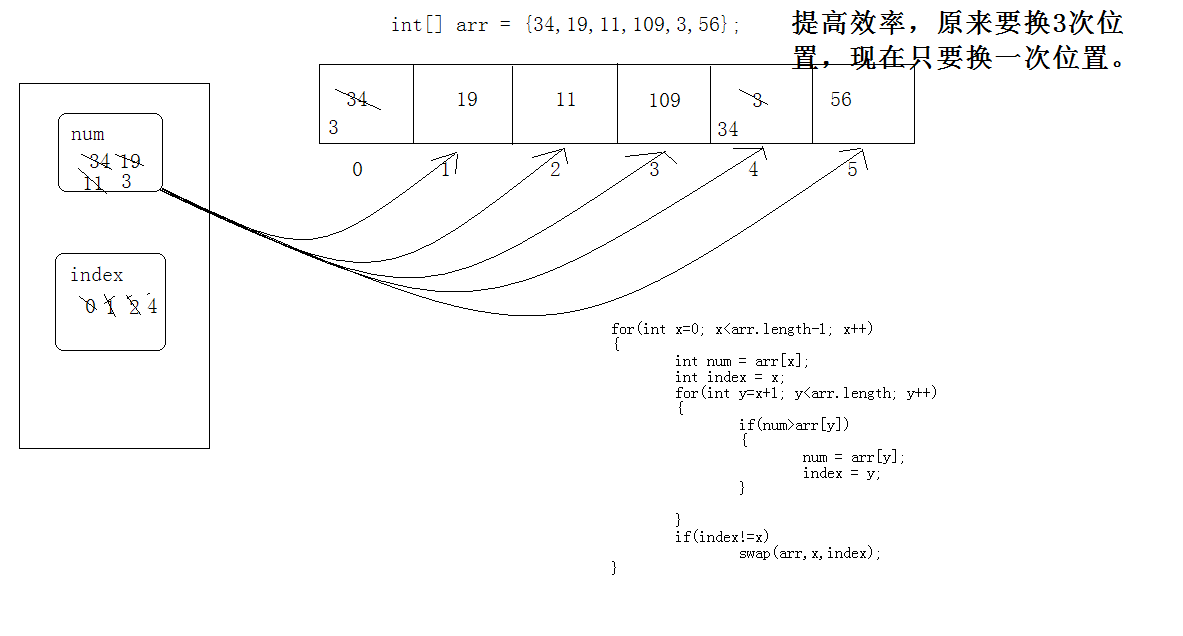 int[] arr = {34,19,11,109,3,56};
提高效率，原来要换3次位
置，现在只要换一次位置。
34 19 11 109 3 56
3 34
0 1 2 3 4 5
num
34 19
11 3
index
0 1 2 4
for(int x=0; x<arr.length-1; x++)
{
int num = arr[x];
int index = x;
for(int y=x+1; y<arr.length; y++)
{
if(num>arr[y])
{
num = arr[y];
index = y;
}
}
if(index!=x)
swap(arr,x,index);
}